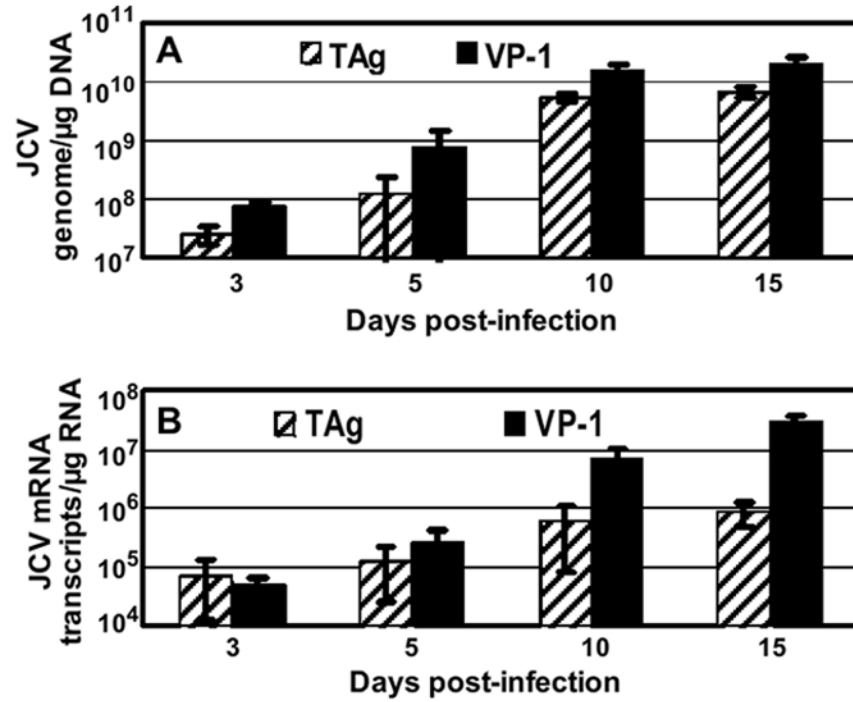 10¹¹
A TAg VP-1
10¹⁰
10⁹
10⁸
10⁷
JCV
genome/µg DNA
3 5 10 15
Days post-infection
10⁸
B TAg VP-1
10⁷
10⁶
10⁵
10⁴
JCV mRNA
transcripts/µg RNA
3 5 10 15
Days post-infection